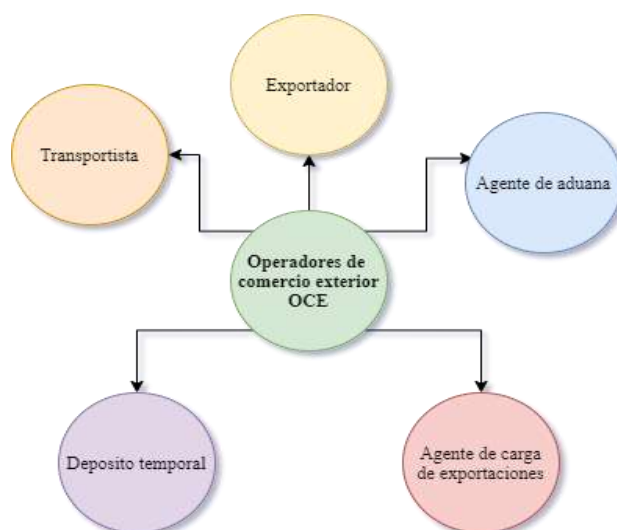 Exportador
Transportista
Agente de aduana
Operadores de
comercio exterior
OCE
Deposito temporal
Agente de carga
de exportaciones